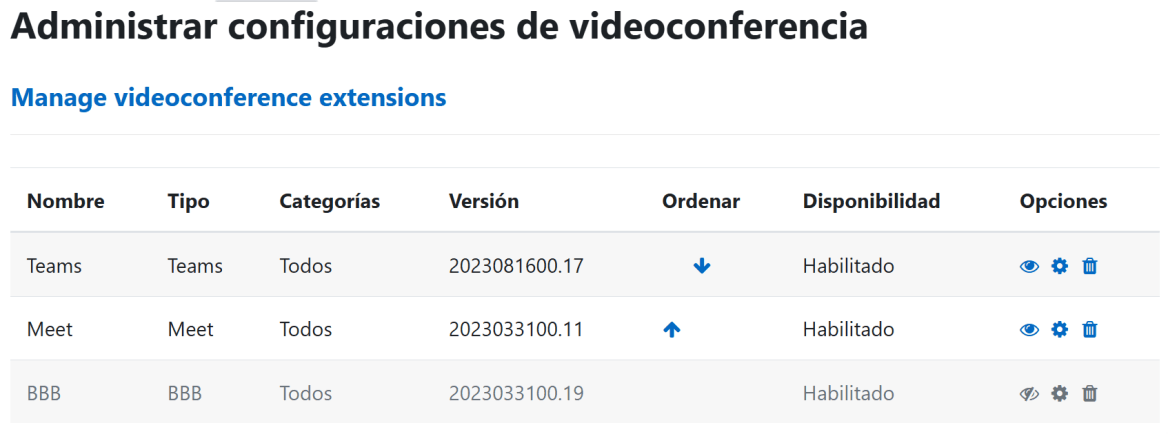 Administrar configuraciones de videoconferencia
Manage videoconference extensions
Nombre Tipo Categorías Versión Ordenar Disponibilidad Opciones
Teams Teams Todos 2023081600.17 Habilitado
Meet Meet Todos 2023033100.11 Habilitado
BBB BBB Todos 2023033100.19 Habilitado